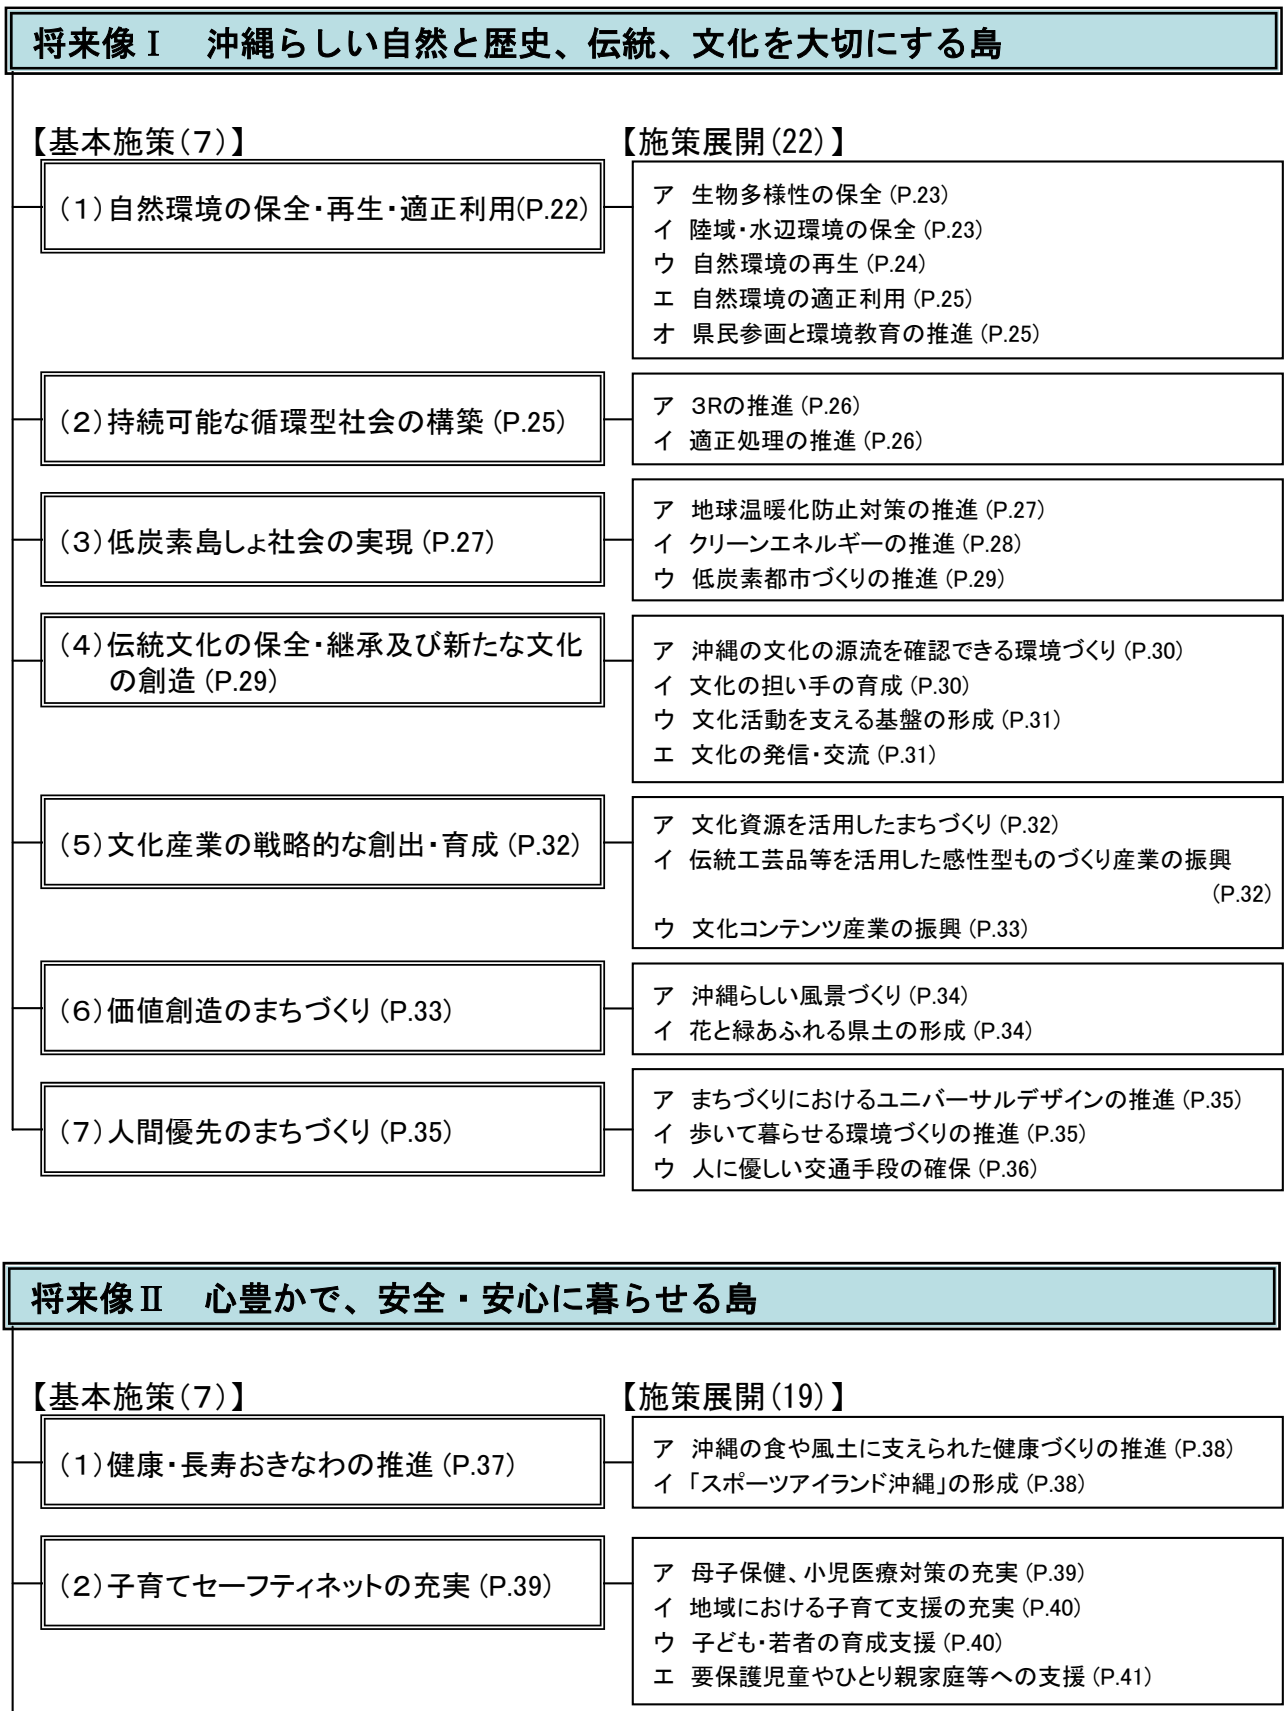 将来像Ⅰ　沖縄らしい自然と歴史、伝統、文化を大切にする島
【基本施策(７)】
【施策展開(22)】
(１)自然環境の保全・再生・適正利用(P.22)
ア 生物多様性の保全 (P.23)
イ 陸域・水辺環境の保全 (P.23)
ウ 自然環境の再生 (P.24)
エ 自然環境の適正利用 (P.25)
オ 県民参画と環境教育の推進 (P.25)
(２)持続可能な循環型社会の構築 (P.25)
ア ３Rの推進 (P.26)
イ 適正処理の推進 (P.26)
(３)低炭素島しょ社会の実現 (P.27)
ア 地球温暖化防止対策の推進 (P.27)
イ クリーンエネルギーの推進 (P.28)
ウ 低炭素都市づくりの推進 (P.29)
(４)伝統文化の保全・継承及び新たな文化
の創造 (P.29)
ア 沖縄の文化の源流を確認できる環境づくり (P.30)
イ 文化の担い手の育成 (P.30)
ウ 文化活動を支える基盤の形成 (P.31)
エ 文化の発信・交流 (P.31)
(５)文化産業の戦略的な創出・育成 (P.32)
ア 文化資源を活用したまちづくり (P.32)
イ 伝統工芸品等を活用した感性型ものづくり産業の振興
(P.32)
ウ 文化コンテンツ産業の振興 (P.33)
(６)価値創造のまちづくり (P.33)
ア 沖縄らしい風景づくり (P.34)
イ 花と緑あふれる県土の形成 (P.34)
(７)人間優先のまちづくり (P.35)
ア まちづくりにおけるユニバーサルデザインの推進 (P.35)
イ 歩いて暮らせる環境づくりの推進 (P.35)
ウ 人に優しい交通手段の確保 (P.36)
将来像Ⅱ　心豊かで、安全・安心に暮らせる島
【基本施策(７)】
【施策展開(19)】
(１)健康・長寿おきなわの推進 (P.37)
ア 沖縄の食や風土に支えられた健康づくりの推進 (P.38)
イ 「スポーツアイランド沖縄」の形成 (P.38)
(２)子育てセーフティネットの充実 (P.39)
ア 母子保健、小児医療対策の充実 (P.39)
イ 地域における子育て支援の充実 (P.40)
ウ 子ども・若者の育成支援 (P.40)
エ 要保護児童やひとり親家庭等への支援 (P.41)